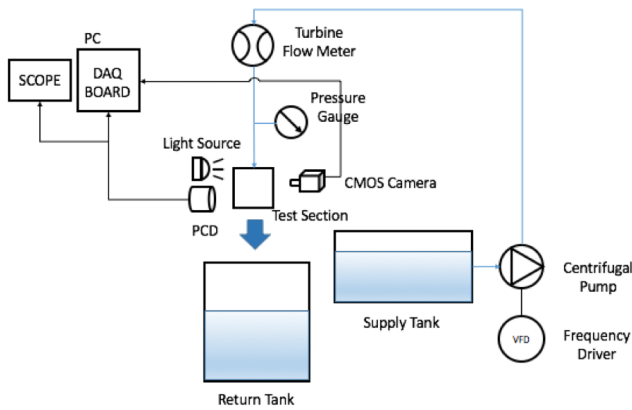 Turbine
Flow Meter
PC
SCOPE
DAQ
BOARD
Pressure
Gauge
Light Source
CMOS Camera
PCD
Test Section
Centrifugal
Pump
Supply Tank
VFD
Frequency
Driver
Return Tank